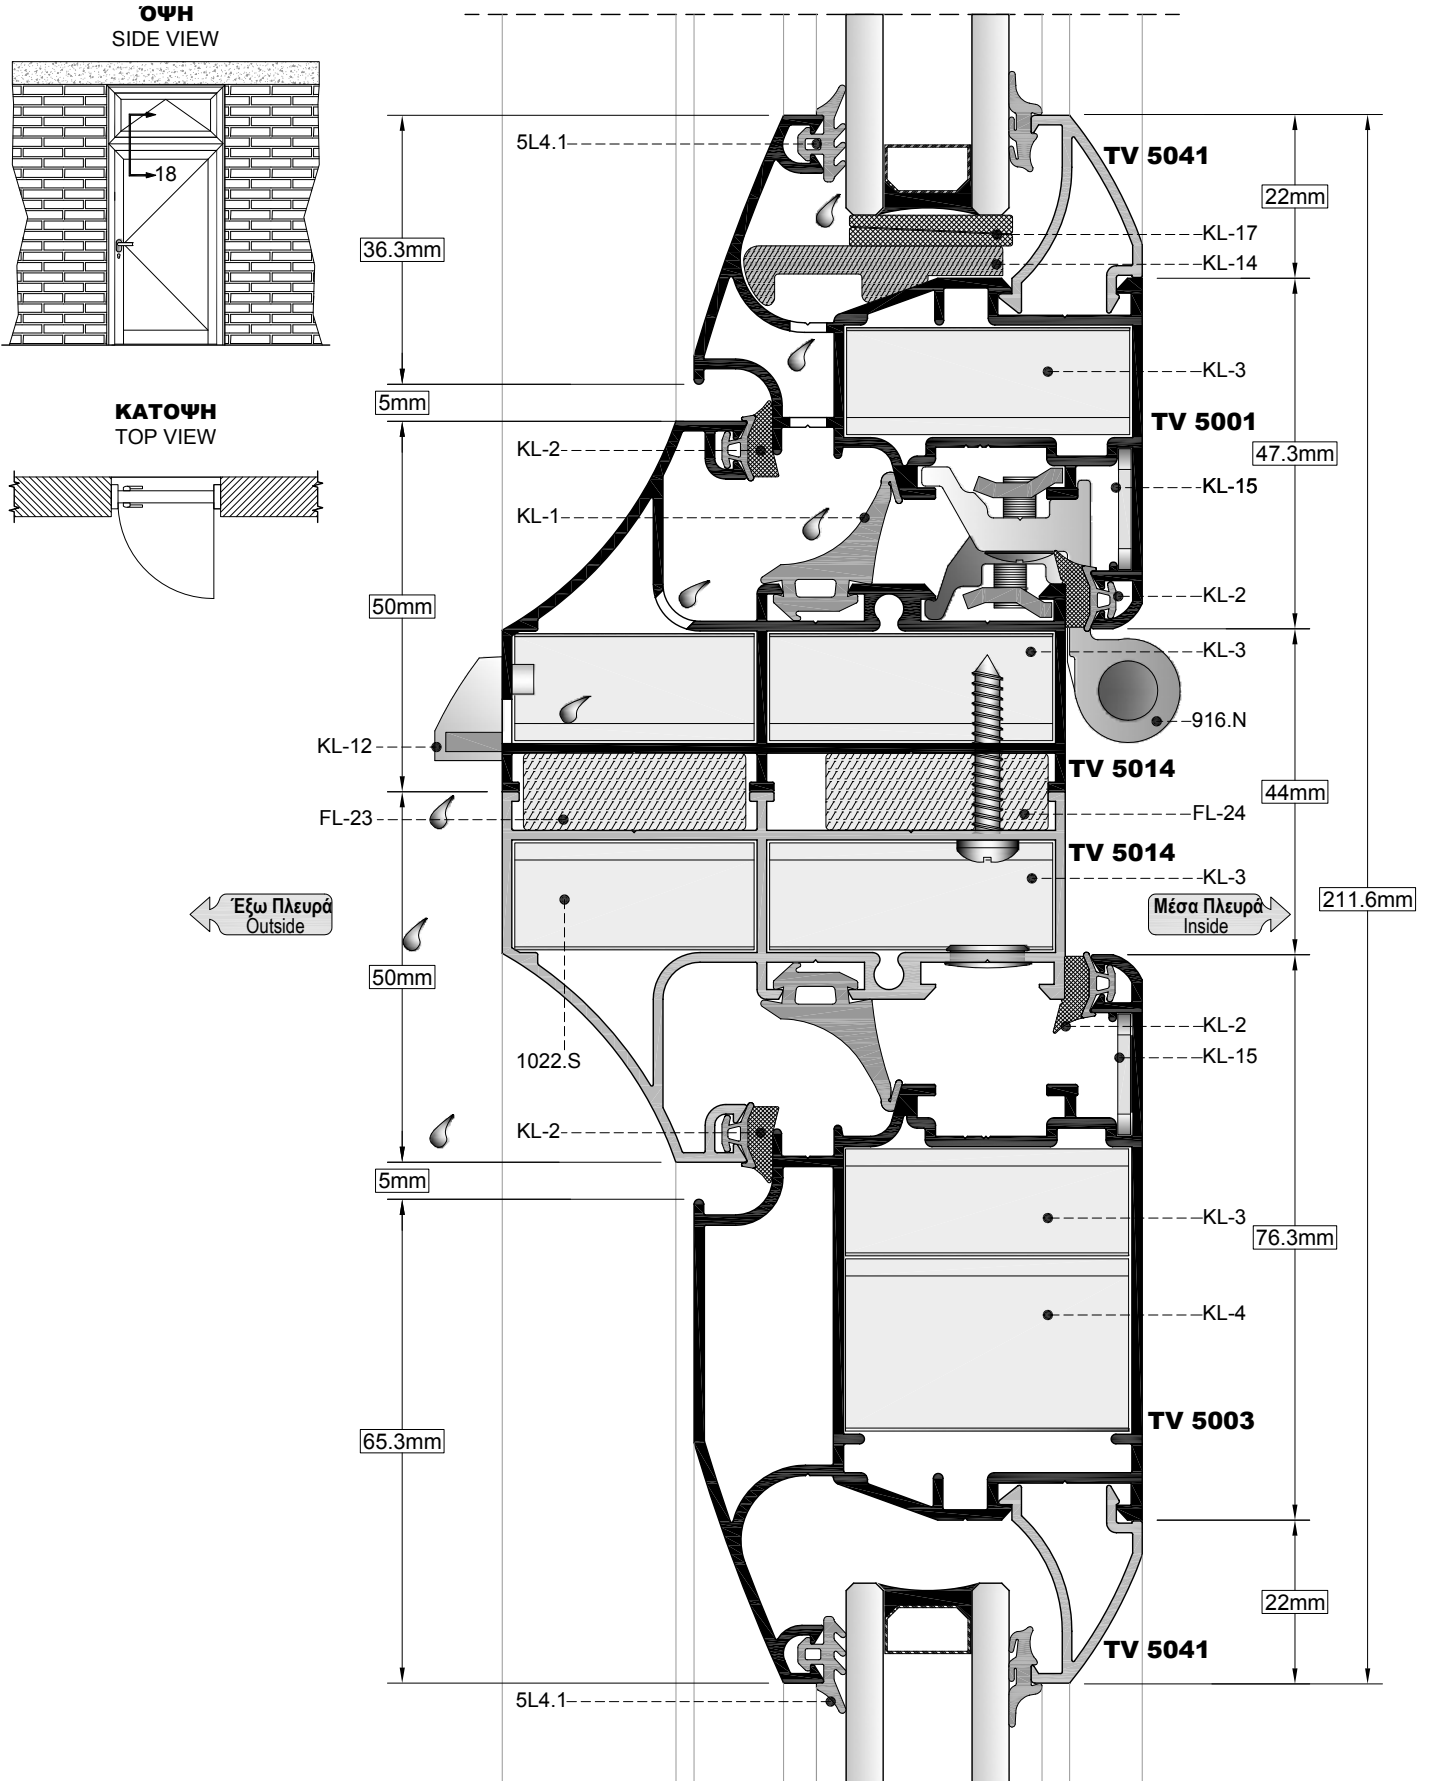 ΌΨΗ
SIDE VIEW
18
ΚΑΤΟΨΗ
TOP VIEW
5L4.1
TV 5041
22mm
KL-17
KL-14
36.3mm
KL-3
5mm
TV 5001
KL-2
47.3mm
KL-15
KL-1
KL-2
50mm
KL-3
916.N
KL-12
TV 5014
44mm
FL-23
FL-24
TV 5014
KL-3
211.6mm
Έξω Πλευρά
Outside
Μέσα Πλευρά
Inside
50mm
KL-2
1022.S
KL-15
KL-2
5mm
KL-3
76.3mm
KL-4
TV 5003
65.3mm
22mm
TV 5041
5L4.1